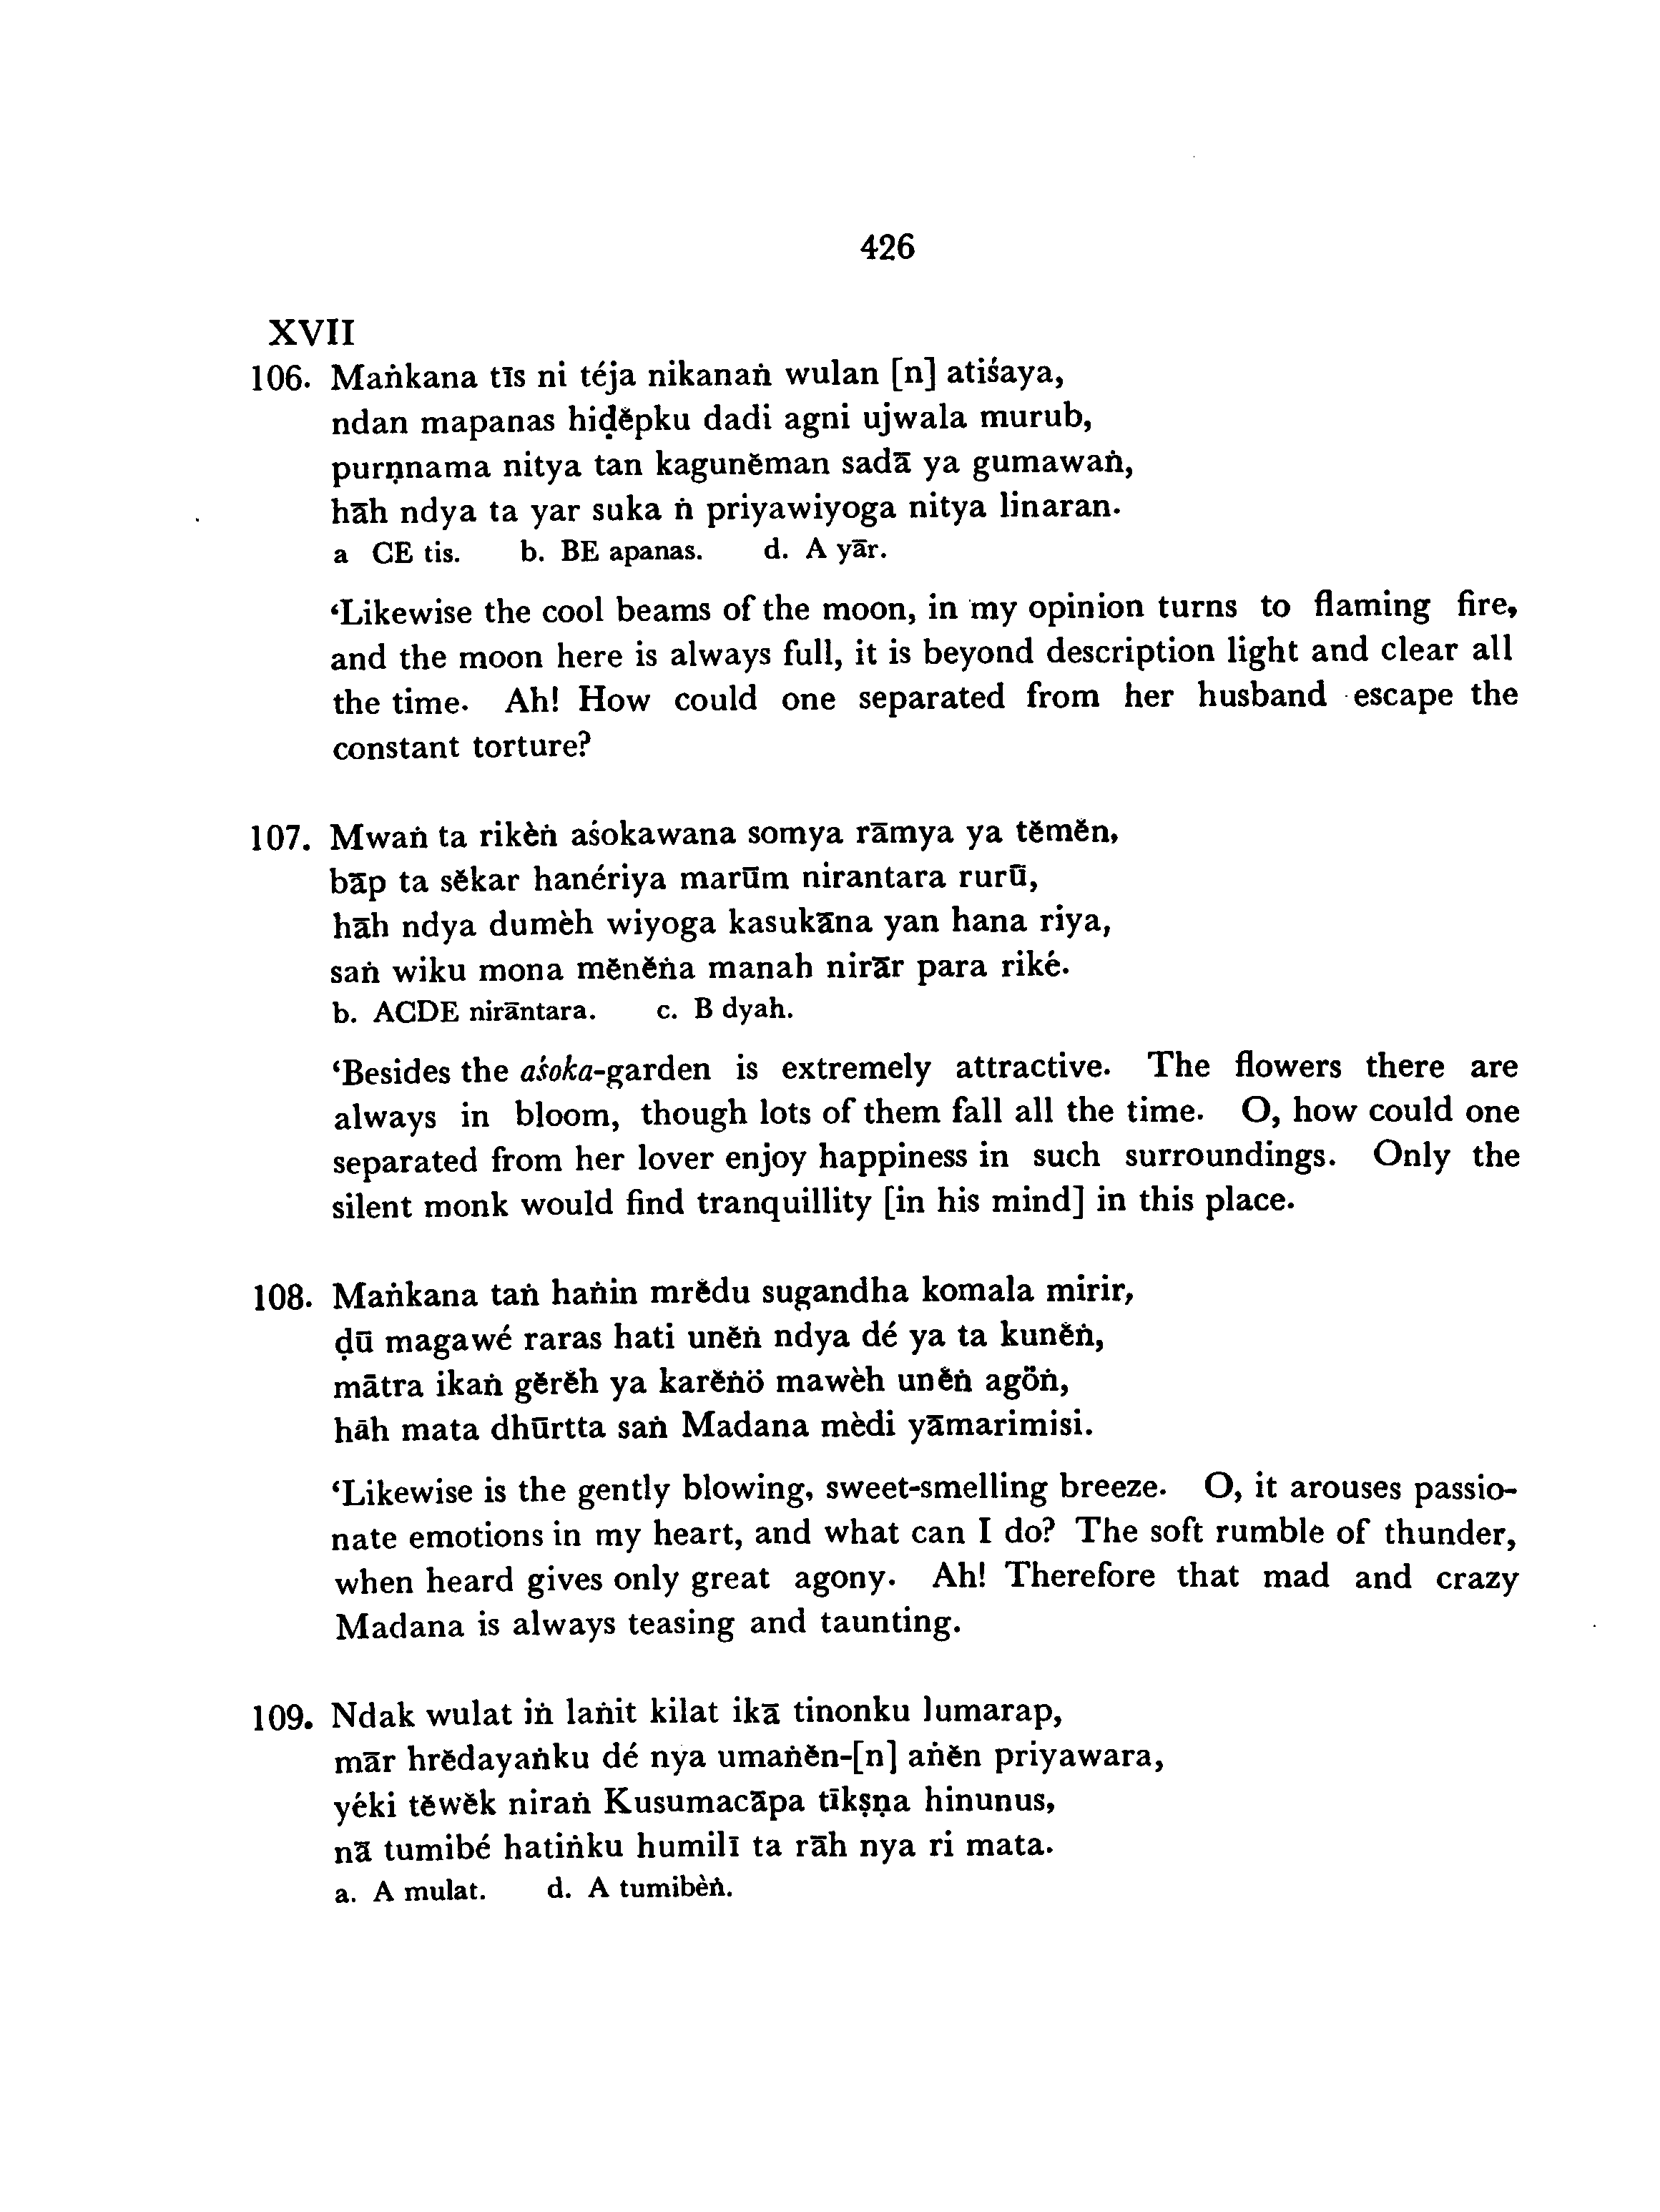 426
XVII
106. Maṅkana tīs ni téja nikanaṅ wulan [n] atiśaya,
ndan mapanas hiḍĕpku dadi agni ujwala murub,
purṇnama nitya tan kagunĕman sadā ya gumawaṅ,
hāh ndya ta yar suka ṅ priyawiyoga nitya linaran.
a CE tis. b. BE apanas. d. A yār.
‘Likewise the cool beams of the moon, in my opinion turns to flaming fire,
and the moon here is always full, it is beyond description light and clear all
the time. Ah! How could one separated from her husband escape the
constant torture?
107. Mwaṅ ta rikèṅ aśokawana somya rāmya ya tĕmĕn,
bāp ta sĕkar hanériya marūm nirantara rurū,
hāh ndya dumèh wiyoga kasukāna yan hana riya,
saṅ wiku mona mĕnĕṅa manah nirār para riké.
b. ACDE nirāntara. c. B dyah.
‘Besides the aśoka-garden is extremely attractive. The flowers there are
always in bloom, though lots of them fall all the time. O, how could one
separated from her lover enjoy happiness in such surroundings. Only the
silent monk would find tranquillity [in his mind] in this place.
108. Maṅkana taṅ haṅin mrĕdu sugandha komala mirir,
ḍū magawé raras hati unĕṅ ndya dé ya ta kunĕṅ,
mātra ikaṅ gĕrĕh ya karĕṅö mawèh unĕṅ agöṅ,
hāh mata dhūrtta saṅ Madana mèdi yāmarimisi.
‘Likewise is the gently blowing, sweet-smelling breeze. O, it arouses passio-
nate emotions in my heart, and what can I do? The soft rumble of thunder,
when heard gives only great agony. Ah! Therefore that mad and crazy
Madana is always teasing and taunting.
109. Ndak wulat iṅ laṅit kilat ikā tinonku lumarap,
mār hrĕdayaṅku dé nya umaṅĕn-[n] aṅĕn priyawara,
yéki tĕwĕk niraṅ Kusumacāpa tīkṣṇa hinunus,
nā tumibé hatiṅku humilī ta rāh nya ri mata.
a. A mulat. d. A tumibèṅ.